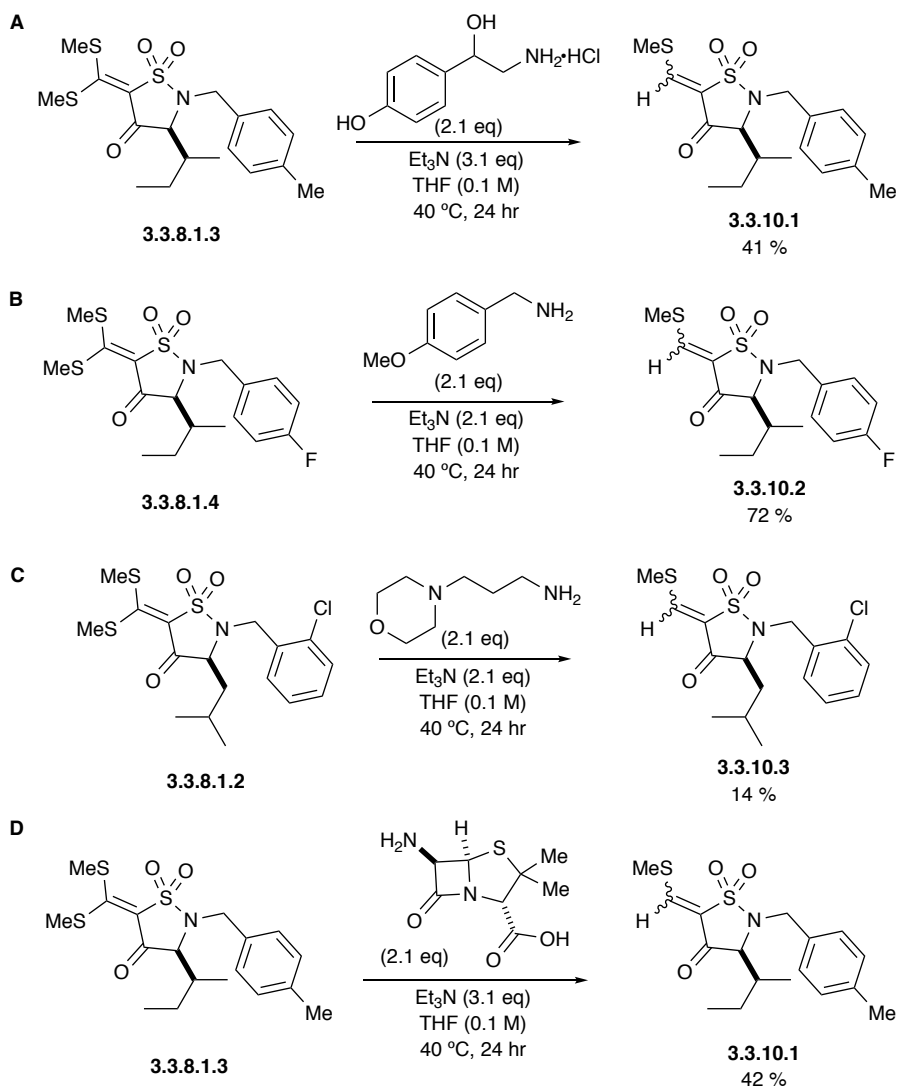 A
MeS
MeS
O
O
S
N
O
Me
3.3.8.1.3
OH
NH2•HCl
HO
(2.1 eq)
Et3N (3.1 eq)
THF (0.1 M)
40 ºC, 24 hr
MeS
H
O
O
S
N
O
Me
3.3.10.1
41 %
B
MeS
MeS
O
O
S
N
O
F
3.3.8.1.4
NH2
MeO
(2.1 eq)
Et3N (2.1 eq)
THF (0.1 M)
40 ºC, 24 hr
MeS
H
O
O
S
N
O
F
3.3.10.2
72 %
C
MeS
MeS
O
O
S
N
Cl
O
3.3.8.1.2
N
O
NH2
(2.1 eq)
Et3N (2.1 eq)
THF (0.1 M)
40 ºC, 24 hr
MeS
H
O
O
S
N
Cl
O
3.3.10.3
14 %
D
MeS
MeS
O
O
S
N
O
Me
3.3.8.1.3
H2N
H
S
Me
Me
N
O
O
OH
(2.1 eq)
Et3N (3.1 eq)
THF (0.1 M)
40 ºC, 24 hr
MeS
H
O
O
S
N
O
Me
3.3.10.1
42 %